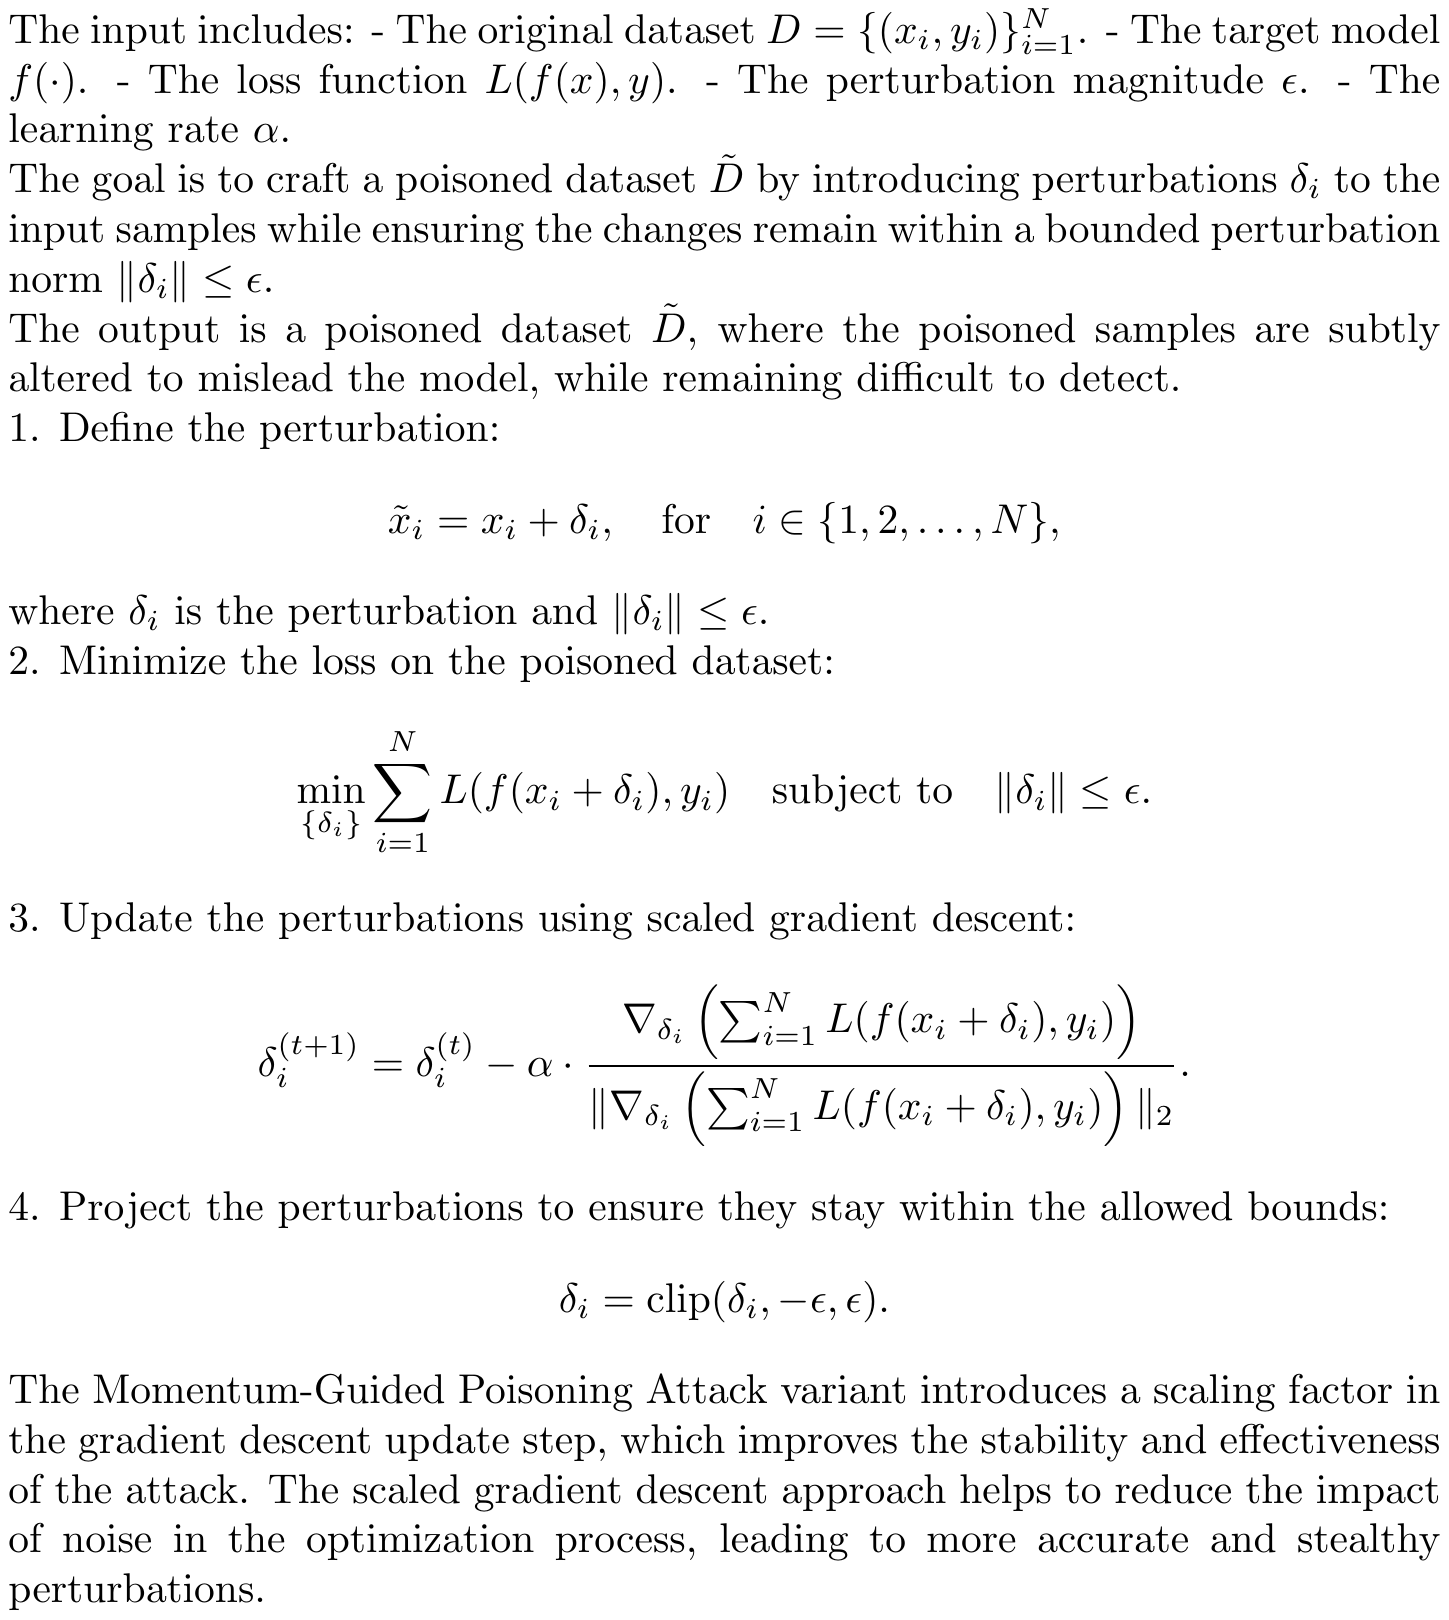 The input includes: - The original dataset $D = \{(x_i, y_i)\}_{i=1}^N$. - The target model
$f(\cdot)$. - The loss function $L(f(x), y)$. - The perturbation magnitude $\epsilon$. - The
learning rate $\alpha$.
The goal is to craft a poisoned dataset $\tilde{D}$ by introducing perturbations $\delta_i$ to the
input samples while ensuring the changes remain within a bounded perturbation
norm $\|\delta_i\| \leq \epsilon$.
The output is a poisoned dataset $\tilde{D}$, where the poisoned samples are subtly
altered to mislead the model, while remaining difficult to detect.
1. Define the perturbation:
$\tilde{x}_i = x_i + \delta_i, \quad \text{for} \quad i \in \{1, 2, \ldots, N\},$
where $\delta_i$ is the perturbation and $\|\delta_i\| \leq \epsilon$.
2. Minimize the loss on the poisoned dataset:
$\min_{\{\delta_i\}} \sum_{i=1}^N L(f(x_i + \delta_i), y_i) \quad \text{subject to} \quad \|\delta_i\| \leq \epsilon.$
3. Update the perturbations using scaled gradient descent:
$\delta_i^{(t+1)} = \delta_i^{(t)} - \alpha \cdot \frac{\nabla_{\delta_i} \left( \sum_{i=1}^N L(f(x_i + \delta_i), y_i) \right)}{\| \nabla_{\delta_i} \left( \sum_{i=1}^N L(f(x_i + \delta_i), y_i) \right) \|_2}.$
4. Project the perturbations to ensure they stay within the allowed bounds:
$\delta_i = \text{clip}(\delta_i, -\epsilon, \epsilon).$
The Momentum-Guided Poisoning Attack variant introduces a scaling factor in
the gradient descent update step, which improves the stability and effectiveness
of the attack. The scaled gradient descent approach helps to reduce the impact
of noise in the optimization process, leading to more accurate and stealthy
perturbations.